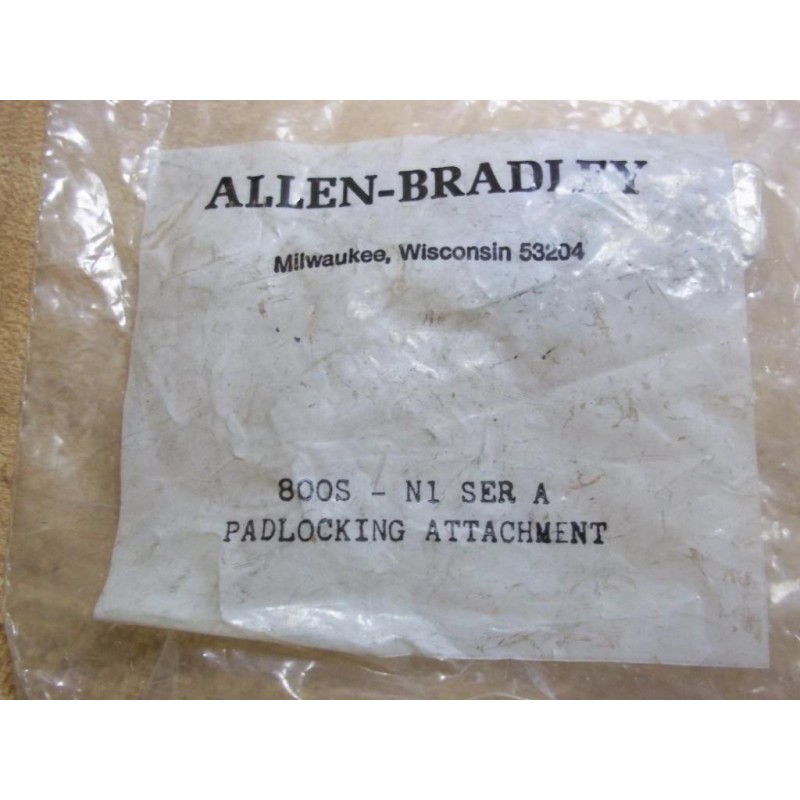 ALLEN-BRADLEY
Milwaukee, Wisconsin 53204
800S - N1 SER A
PADLOCKING ATTACHMENT